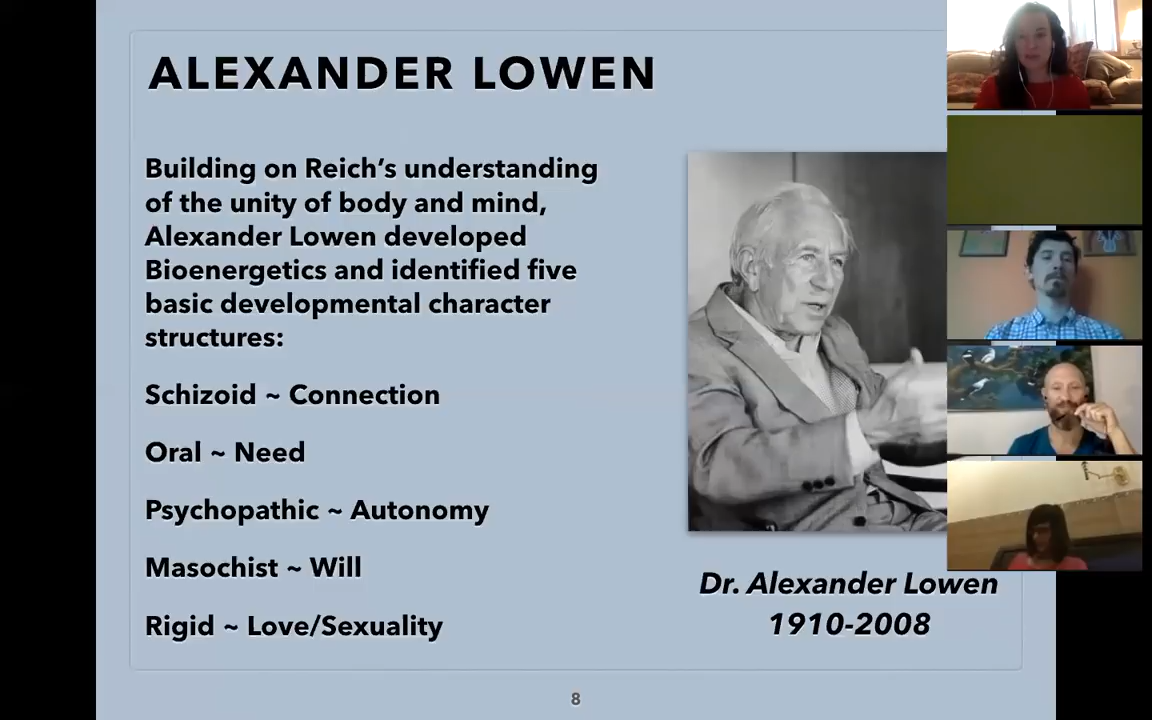 ALEXANDER LOWEN
Building on Reich’s understanding
of the unity of body and mind,
Alexander Lowen developed
Bioenergetics and identified five
basic developmental character
structures:
Schizoid ~ Connection
Oral ~ Need
Psychopathic ~ Autonomy
Masochist ~ Will
Rigid ~ Love/Sexuality
Dr. Alexander Lowen
1910-2008
8